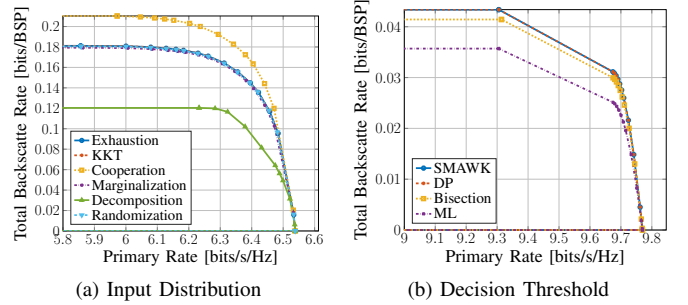 0.2
0.18
0.16
0.14
0.12
0.1
0.08
0.06
0.04
0.02
0
Total Backscatte Rate [bits/BSP]
Exhaustion
KKT
Cooperation
Marginalization
Decomposition
Randomization
5.8 5.9 6 6.1 6.2 6.3 6.4 6.5 6.6
Primary Rate [bits/s/Hz]
(a) Input Distribution
0.04
0.03
0.02
0.01
0
Total Backscatte Rate [bits/BSP]
SMAWK
DP
Bisection
ML
9 9.1 9.2 9.3 9.4 9.5 9.6 9.7 9.8
Primary Rate [bits/s/Hz]
(b) Decision Threshold